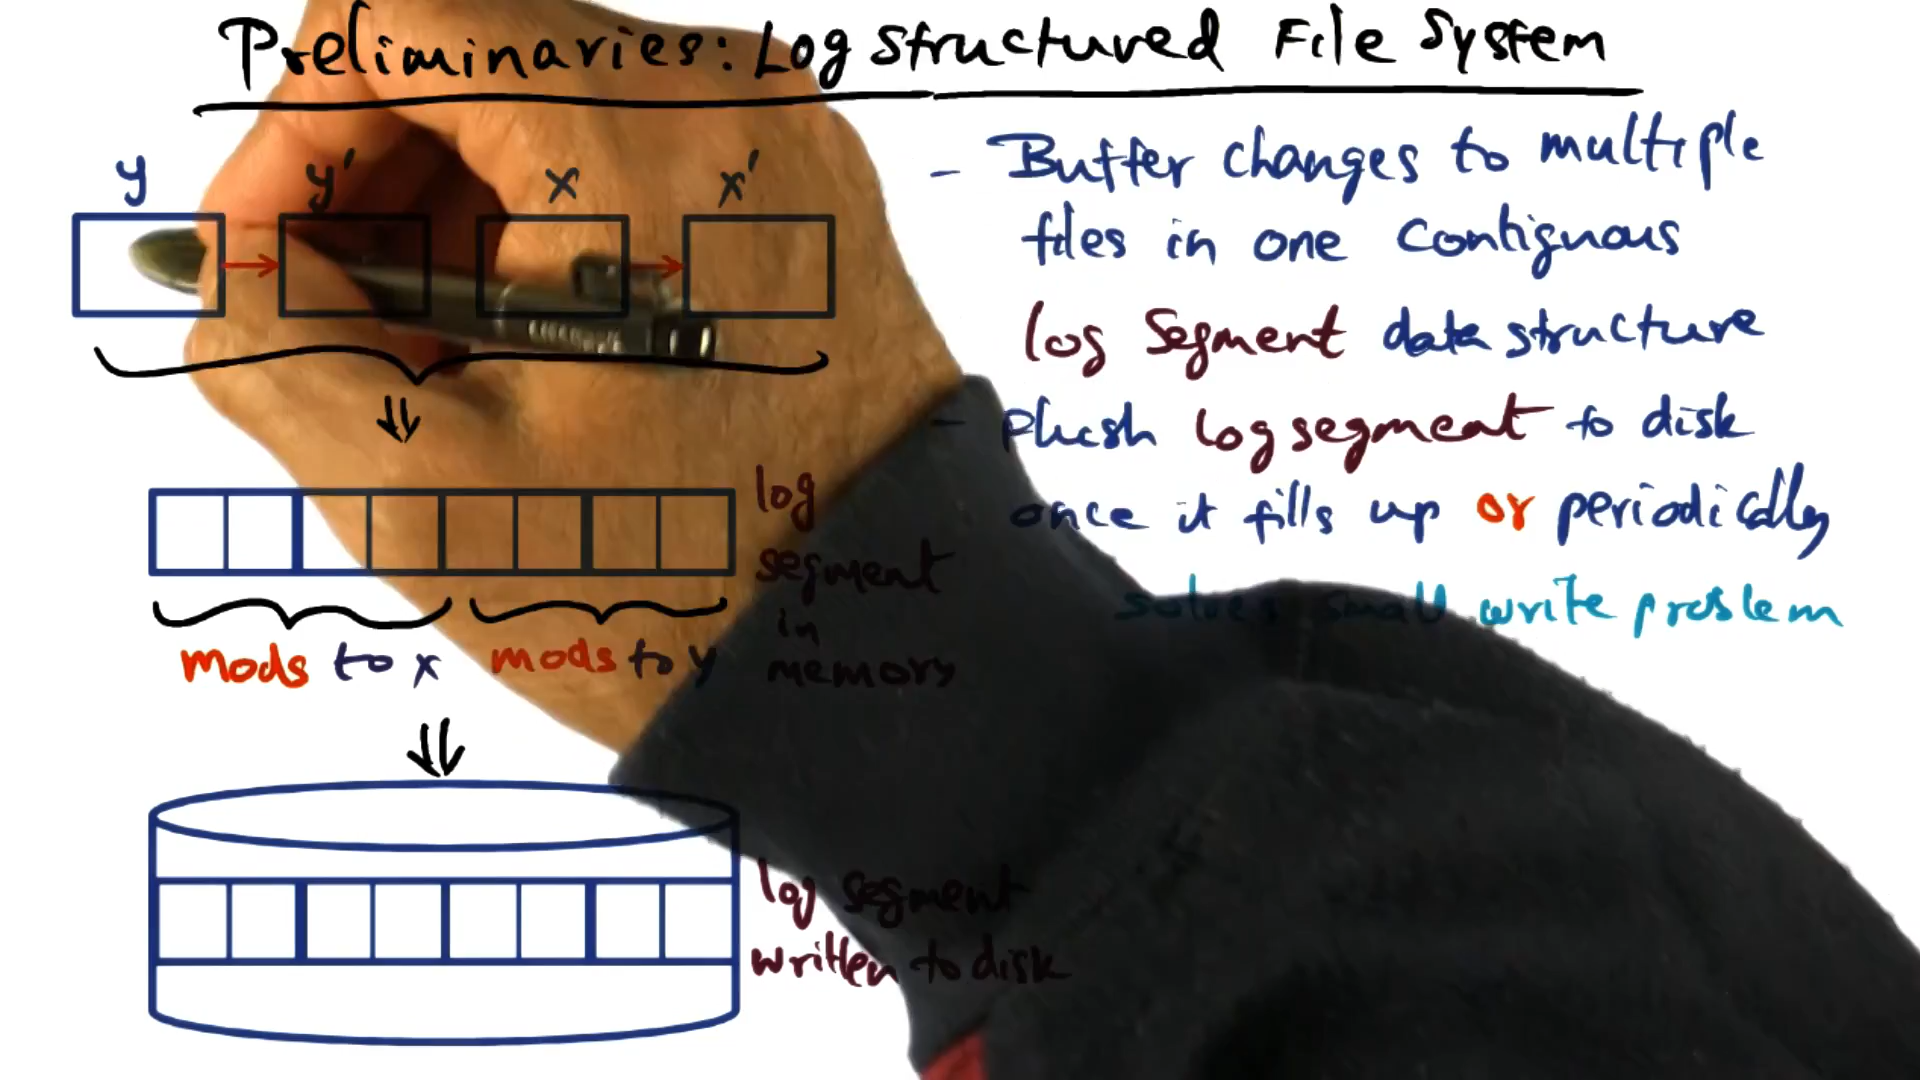 Preliminaries: Log structured File System
y y' x x'
- Buffer changes to multiple
files in one contiguous
log segment data structure
- Flush log segment to disk
once it fills up or periodically
solves small write problem
log
segment
in
memory
mods to x mods to y
log segment
written to disk